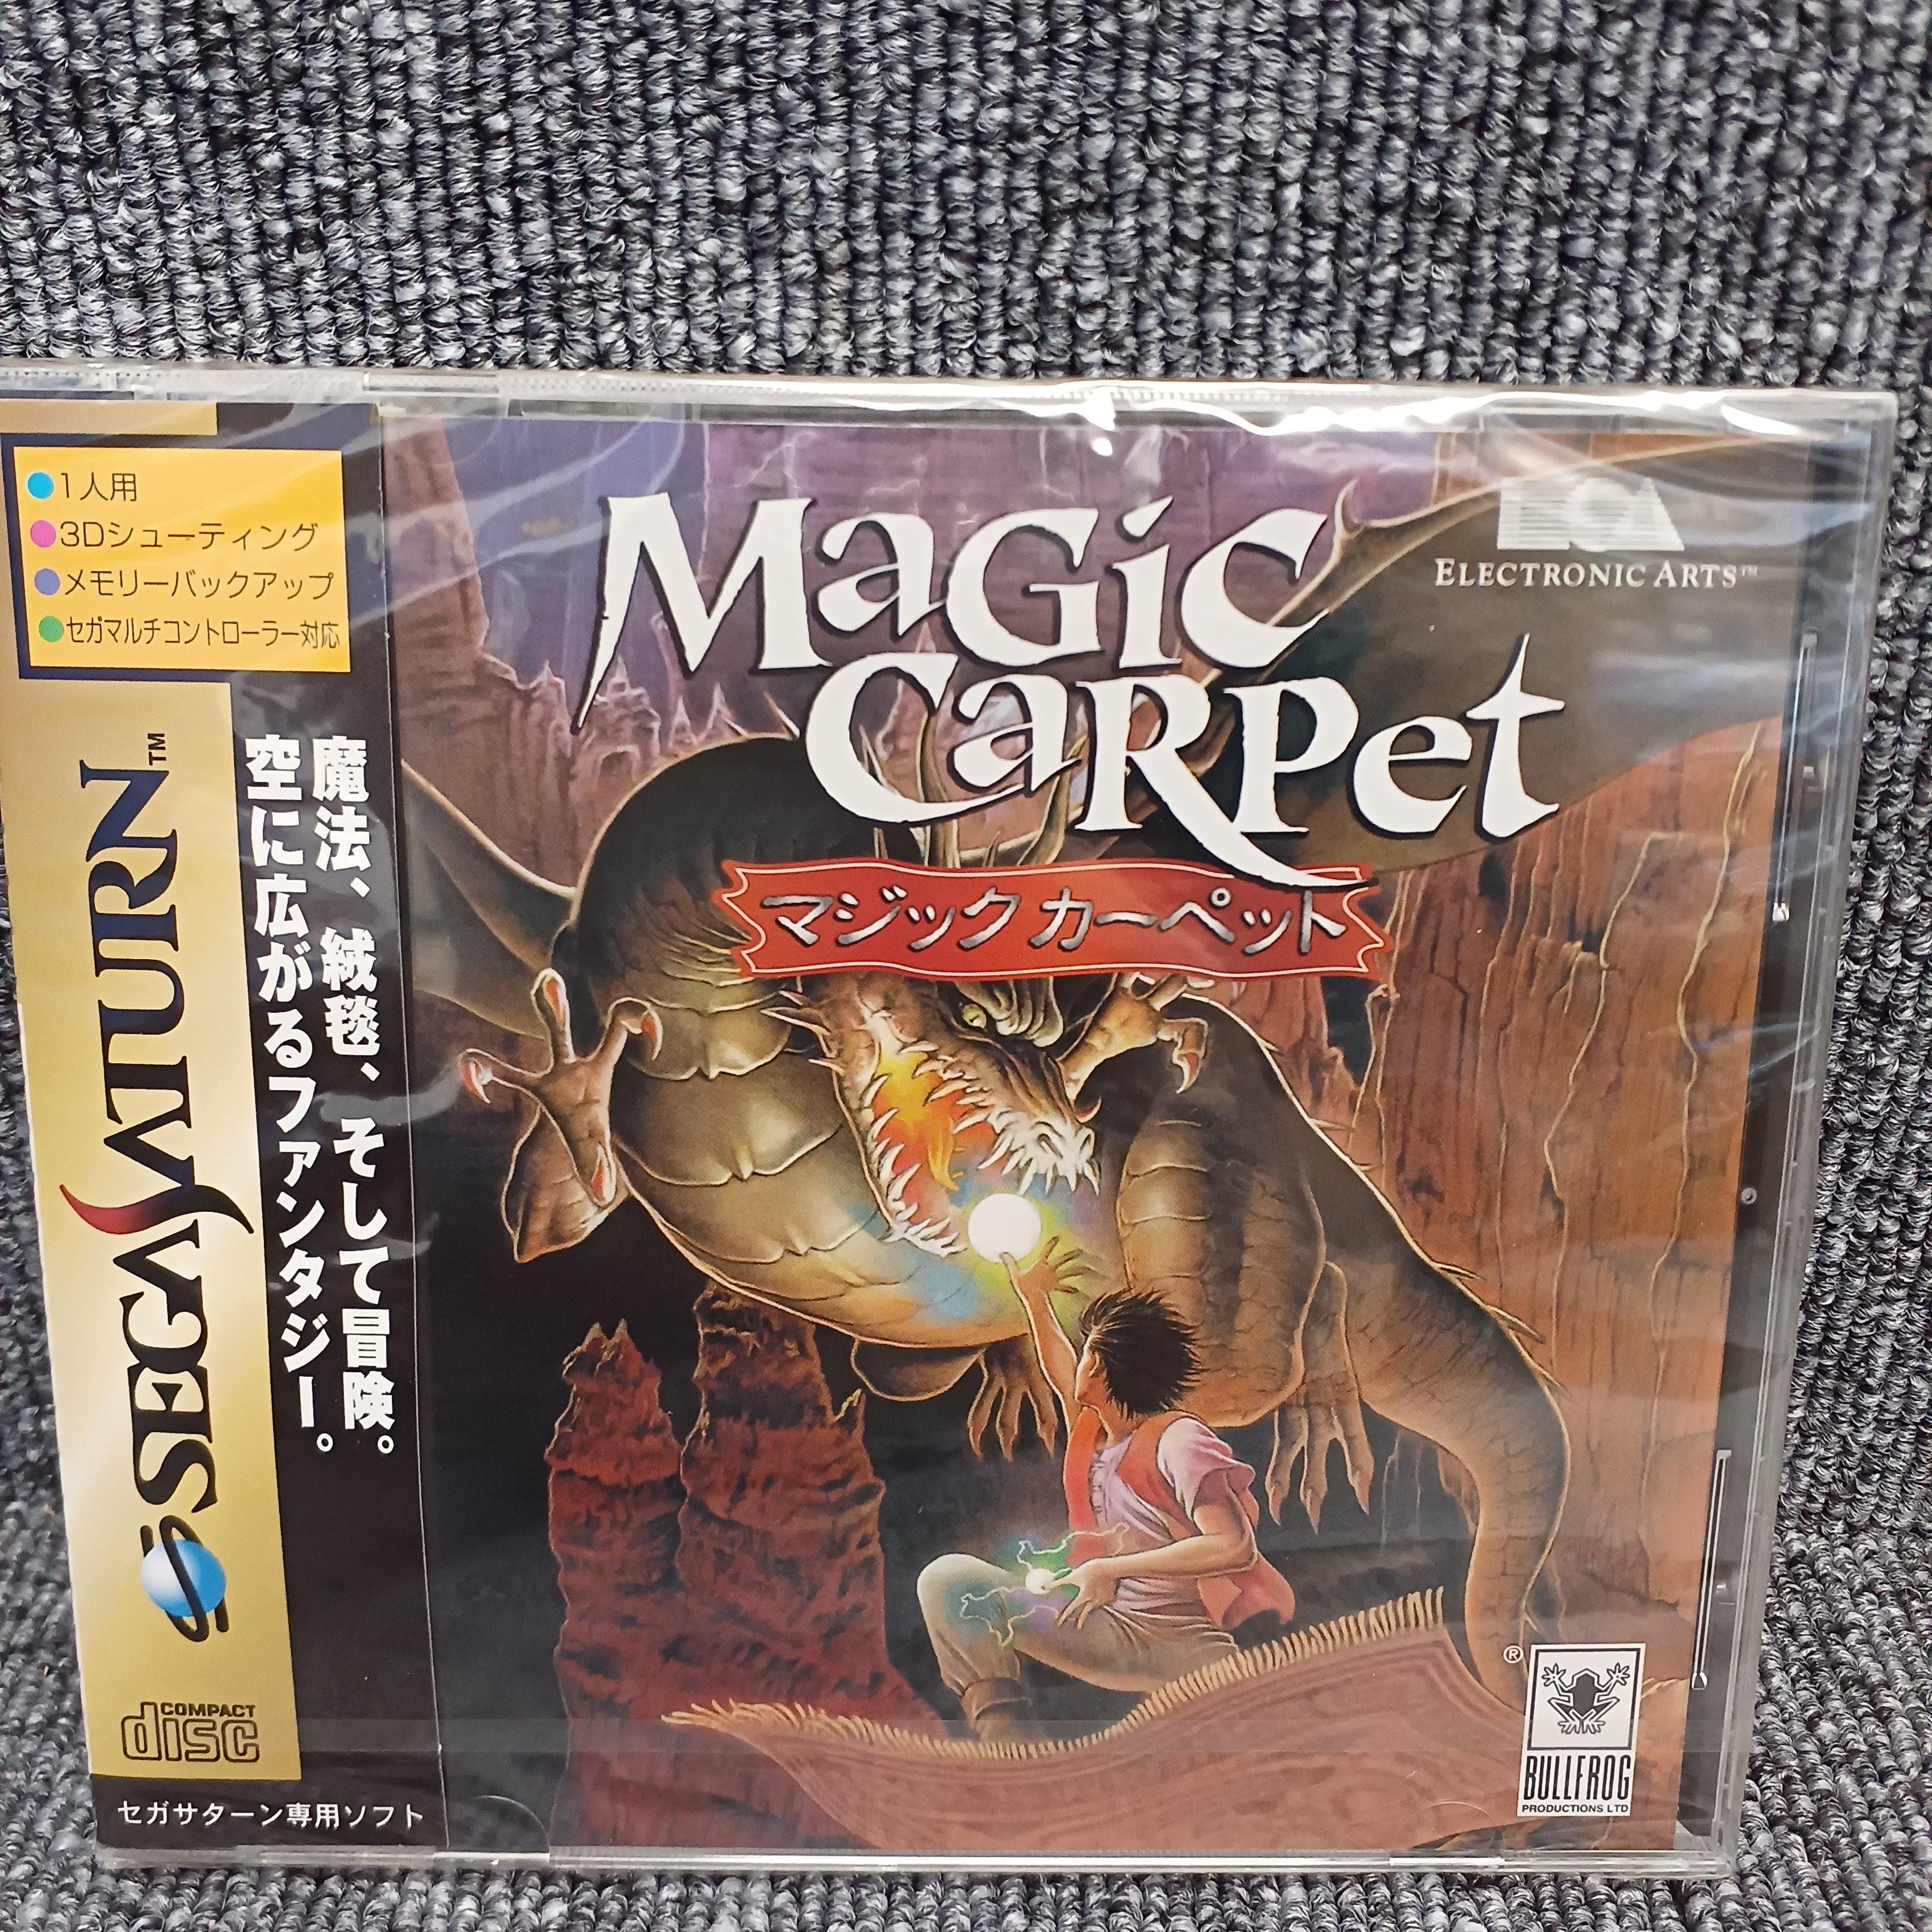 1人用
3Dシューティング
メモリーバックアップ
セガマルチコントローラー対応
SEGA SATURN™
魔法、絨毯、そして冒険。
空に広がるファンタジー。
COMPACT
disc
セガサターン専用ソフト
MAGIC
CARPET
マジック カーペット
EA
ELECTRONIC ARTS™
®
BULLFROG
PRODUCTIONS LTD